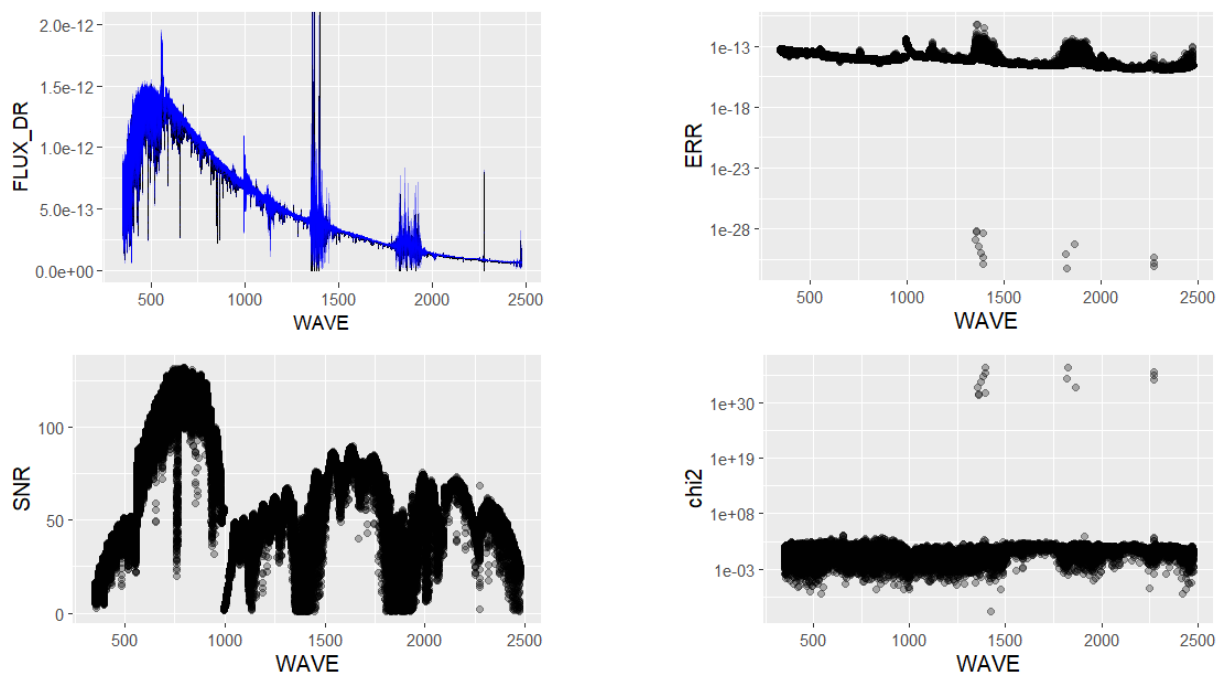 2.0e-12
1.5e-12
1.0e-12
5.0e-13
0.0e+00
FLUX_DR
500 1000 1500 2000 2500
WAVE
1e-13
1e-18
1e-23
1e-28
ERR
500 1000 1500 2000 2500
WAVE
100
50
0
SNR
500 1000 1500 2000 2500
WAVE
1e+30
1e+19
1e+08
1e-03
chi2
500 1000 1500 2000 2500
WAVE